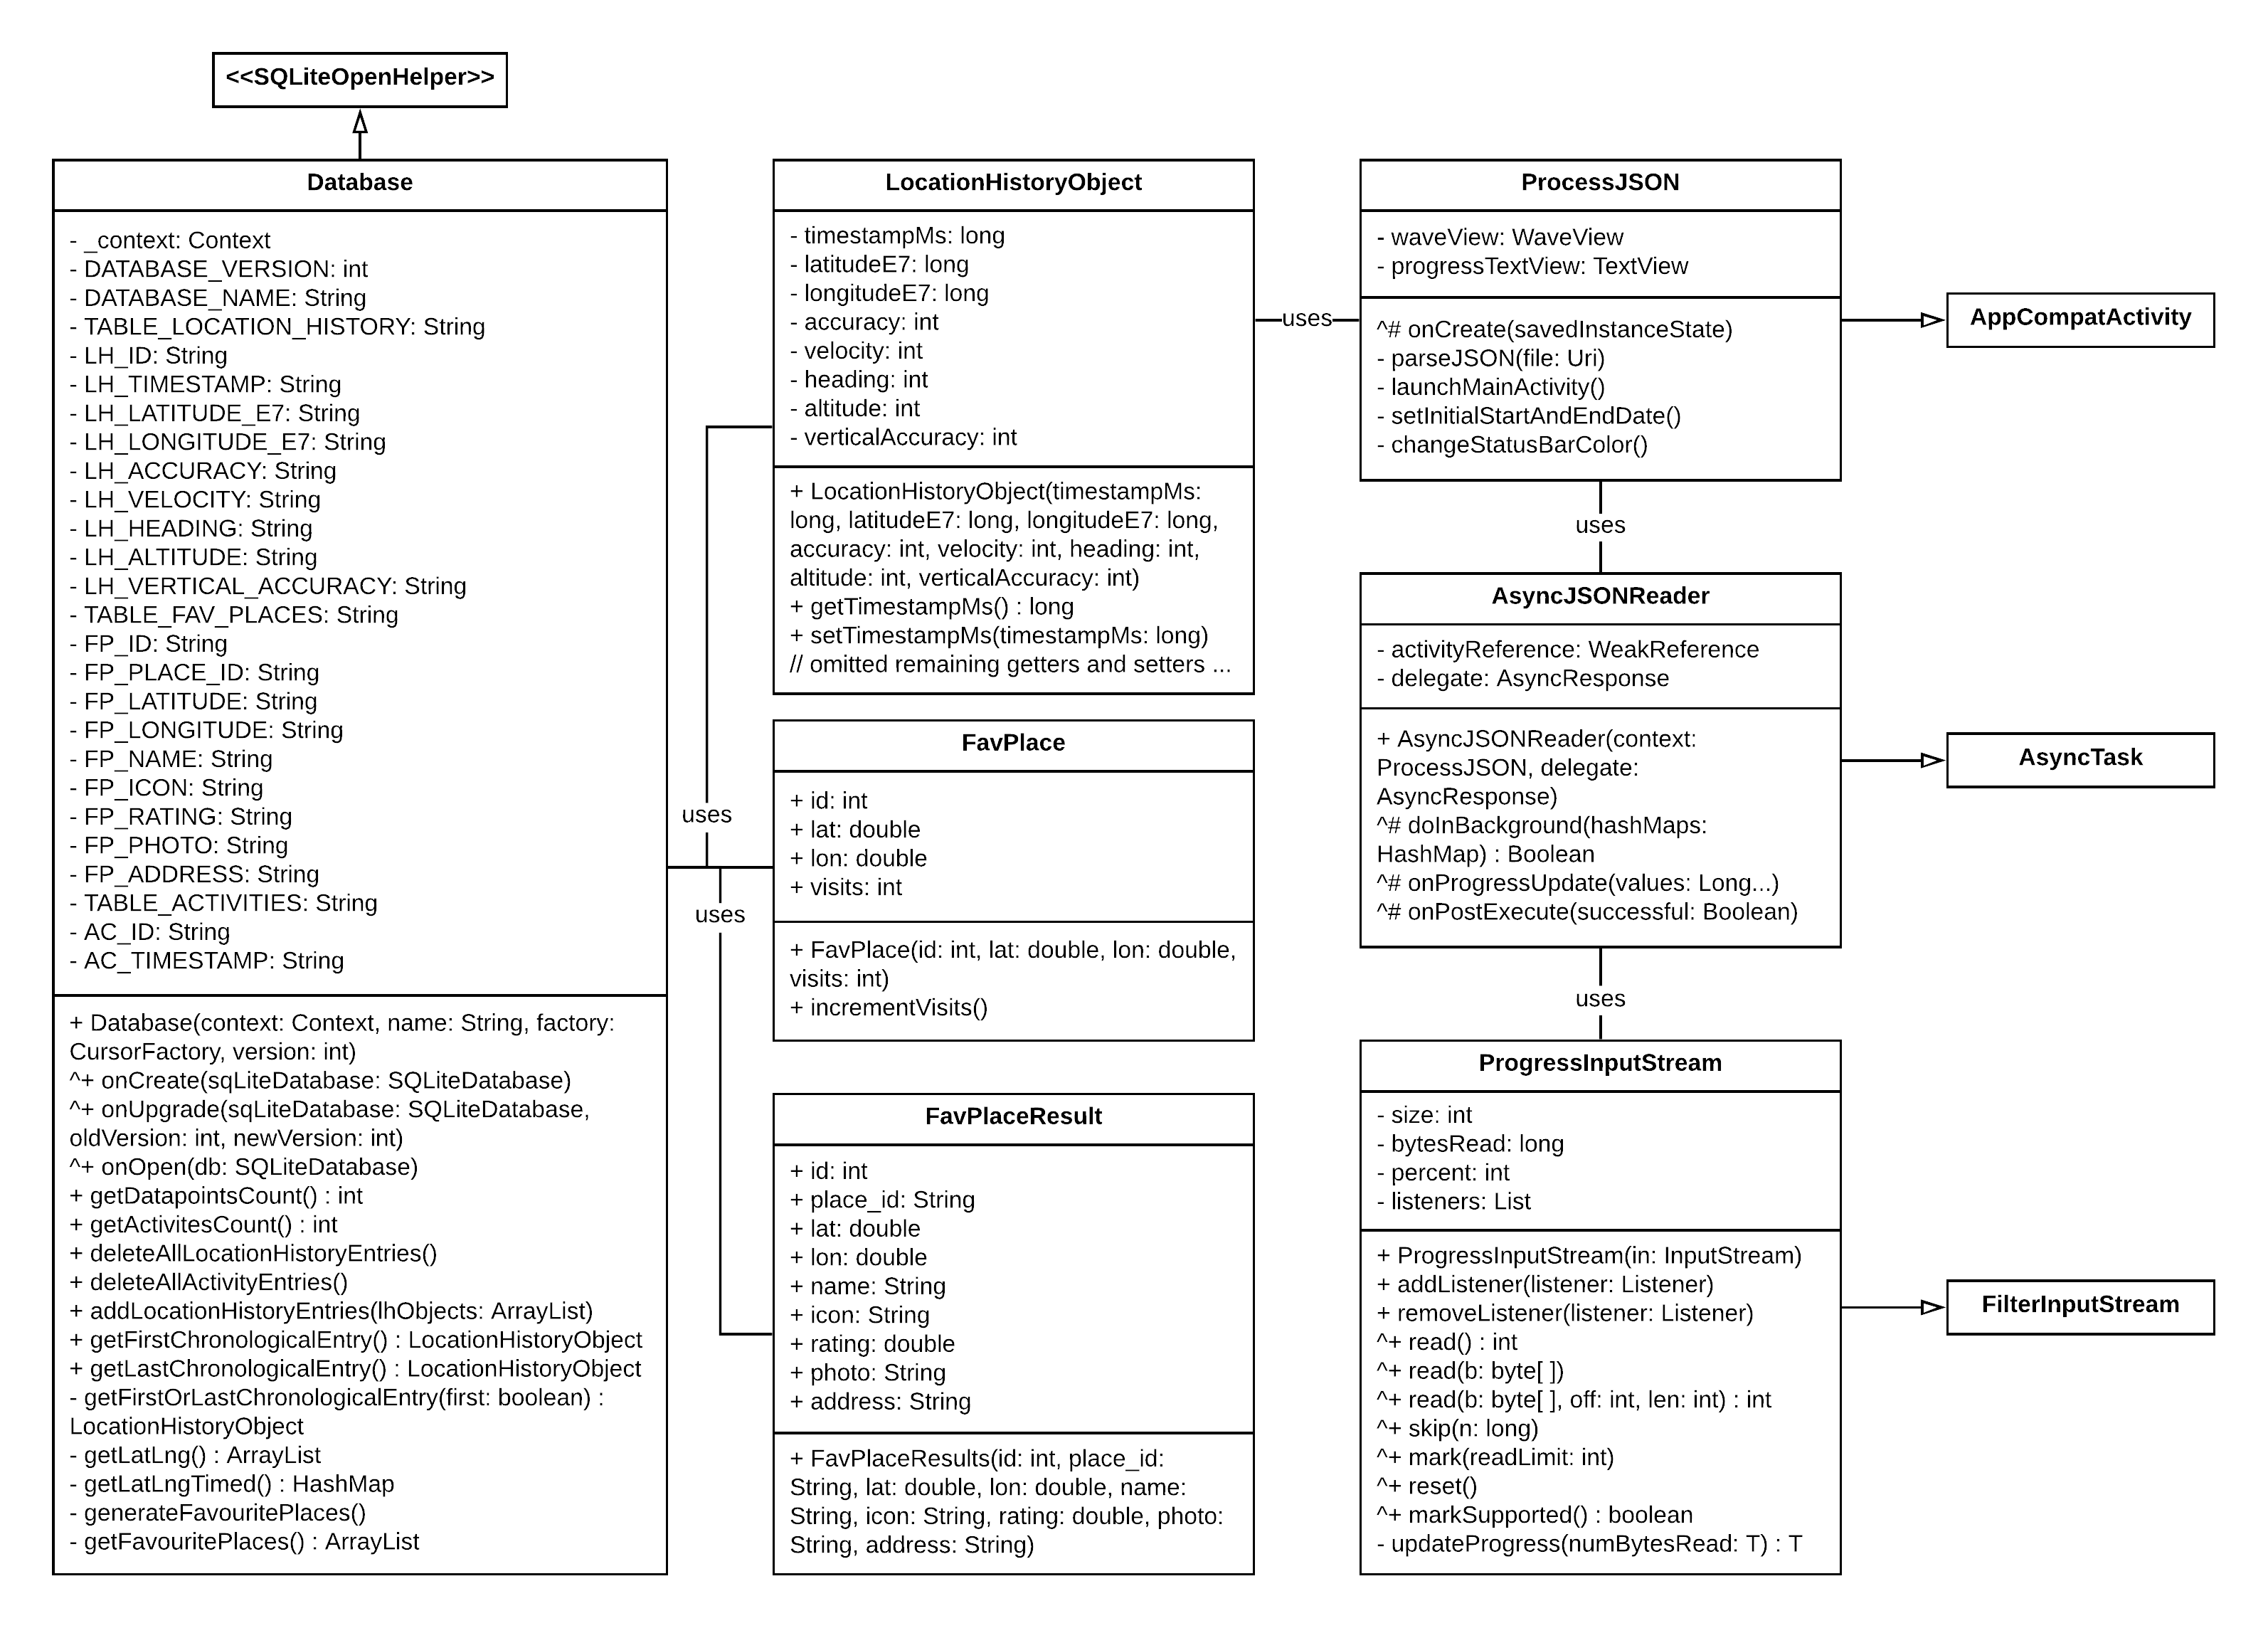 <<SQLiteOpenHelper>>
Database
- _context: Context
- DATABASE_VERSION: int
- DATABASE_NAME: String
- TABLE_LOCATION_HISTORY: String
- LH_ID: String
- LH_TIMESTAMP: String
- LH_LATITUDE_E7: String
- LH_LONGITUDE_E7: String
- LH_ACCURACY: String
- LH_VELOCITY: String
- LH_HEADING: String
- LH_ALTITUDE: String
- LH_VERTICAL_ACCURACY: String
- TABLE_FAV_PLACES: String
- FP_ID: String
- FP_PLACE_ID: String
- FP_LATITUDE: String
- FP_LONGITUDE: String
- FP_NAME: String
- FP_ICON: String
- FP_RATING: String
- FP_PHOTO: String
- FP_ADDRESS: String
- TABLE_ACTIVITIES: String
- AC_ID: String
- AC_TIMESTAMP: String
+ Database(context: Context, name: String, factory:
CursorFactory, version: int)
^+ onCreate(sqLiteDatabase: SQLiteDatabase)
^+ onUpgrade(sqLiteDatabase: SQLiteDatabase,
oldVersion: int, newVersion: int)
^+ onOpen(db: SQLiteDatabase)
+ getDatapointsCount() : int
+ getActivitesCount() : int
+ deleteAllLocationHistoryEntries()
+ deleteAllActivityEntries()
+ addLocationHistoryEntries(lhObjects: ArrayList)
+ getFirstChronologicalEntry() : LocationHistoryObject
+ getLastChronologicalEntry() : LocationHistoryObject
- getFirstOrLastChronologicalEntry(first: boolean) :
LocationHistoryObject
- getLatLng() : ArrayList
- getLatLngTimed() : HashMap
- generateFavouritePlaces()
- getFavouritePlaces() : ArrayList
uses
uses
LocationHistoryObject
- timestampMs: long
- latitudeE7: long
- longitudeE7: long
- accuracy: int
- velocity: int
- heading: int
- altitude: int
- verticalAccuracy: int
+ LocationHistoryObject(timestampMs:
long, latitudeE7: long, longitudeE7: long,
accuracy: int, velocity: int, heading: int,
altitude: int, verticalAccuracy: int)
+ getTimestampMs() : long
+ setTimestampMs(timestampMs: long)
// omitted remaining getters and setters ...
FavPlace
+ id: int
+ lat: double
+ lon: double
+ visits: int
+ FavPlace(id: int, lat: double, lon: double,
visits: int)
+ incrementVisits()
FavPlaceResult
+ id: int
+ place_id: String
+ lat: double
+ lon: double
+ name: String
+ icon: String
+ rating: double
+ photo: String
+ address: String
+ FavPlaceResults(id: int, place_id:
String, lat: double, lon: double, name:
String, icon: String, rating: double, photo:
String, address: String)
uses
ProcessJSON
- waveView: WaveView
- progressTextView: TextView
^# onCreate(savedInstanceState)
- parseJSON(file: Uri)
- launchMainActivity()
- setInitialStartAndEndDate()
- changeStatusBarColor()
uses
AsyncJSONReader
- activityReference: WeakReference
- delegate: AsyncResponse
+ AsyncJSONReader(context:
ProcessJSON, delegate:
AsyncResponse)
^# doInBackground(hashMaps:
HashMap) : Boolean
^# onProgressUpdate(values: Long...)
^# onPostExecute(successful: Boolean)
uses
ProgressInputStream
- size: int
- bytesRead: long
- percent: int
- listeners: List
+ ProgressInputStream(in: InputStream)
+ addListener(listener: Listener)
+ removeListener(listener: Listener)
^+ read() : int
^+ read(b: byte[ ])
^+ read(b: byte[ ], off: int, len: int) : int
^+ skip(n: long)
^+ mark(readLimit: int)
^+ reset()
^+ markSupported() : boolean
- updateProgress(numBytesRead: T) : T
AppCompatActivity
AsyncTask
FilterInputStream